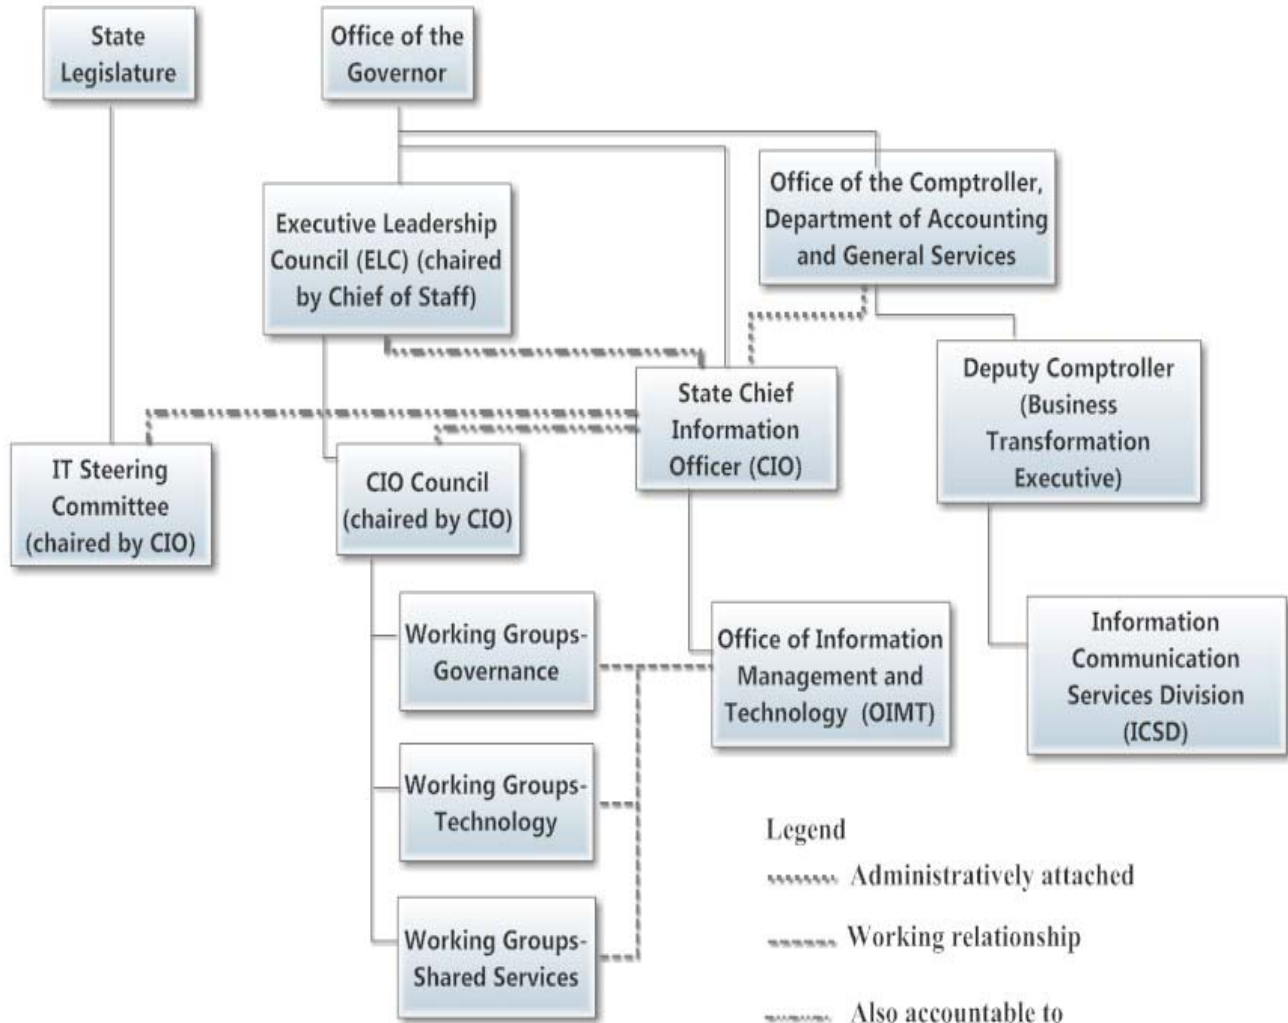 State
Legislature
Office of the
Governor
Executive Leadership
Council (ELC) (chaired
by Chief of Staff)
Office of the Comptroller,
Department of Accounting
and General Services
State Chief
Information
Officer (CIO)
Deputy Comptroller
(Business
Transformation
Executive)
IT Steering
Committee
(chaired by CIO)
CIO Council
(chaired by CIO)
Working Groups-
Governance
Office of Information
Management and
Technology (OIMT)
Information
Communication
Services Division
(ICSD)
Working Groups-
Technology
Working Groups-
Shared Services
Legend
Administratively attached
Working relationship
Also accountable to